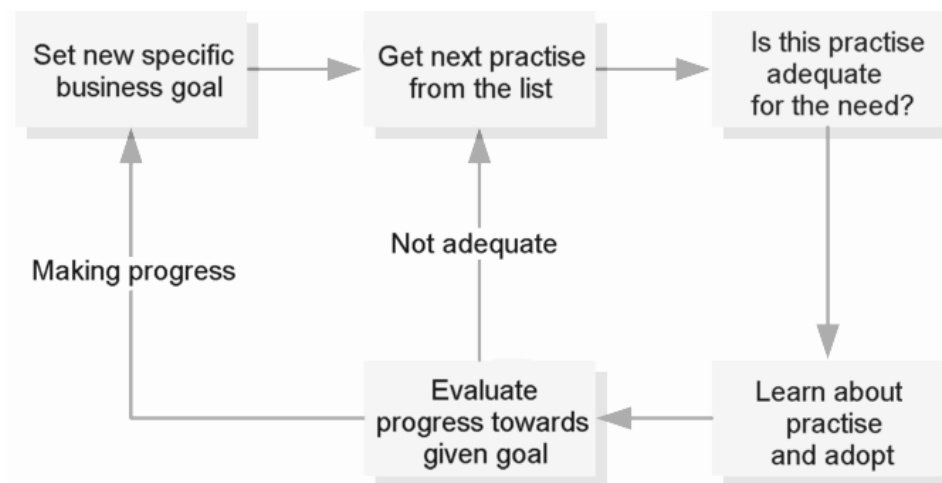 Set new specific
business goal
Get next practise
from the list
Is this practise
adequate
for the need?
Not adequate
Making progress
Evaluate
progress towards
given goal
Learn about
practise
and adopt